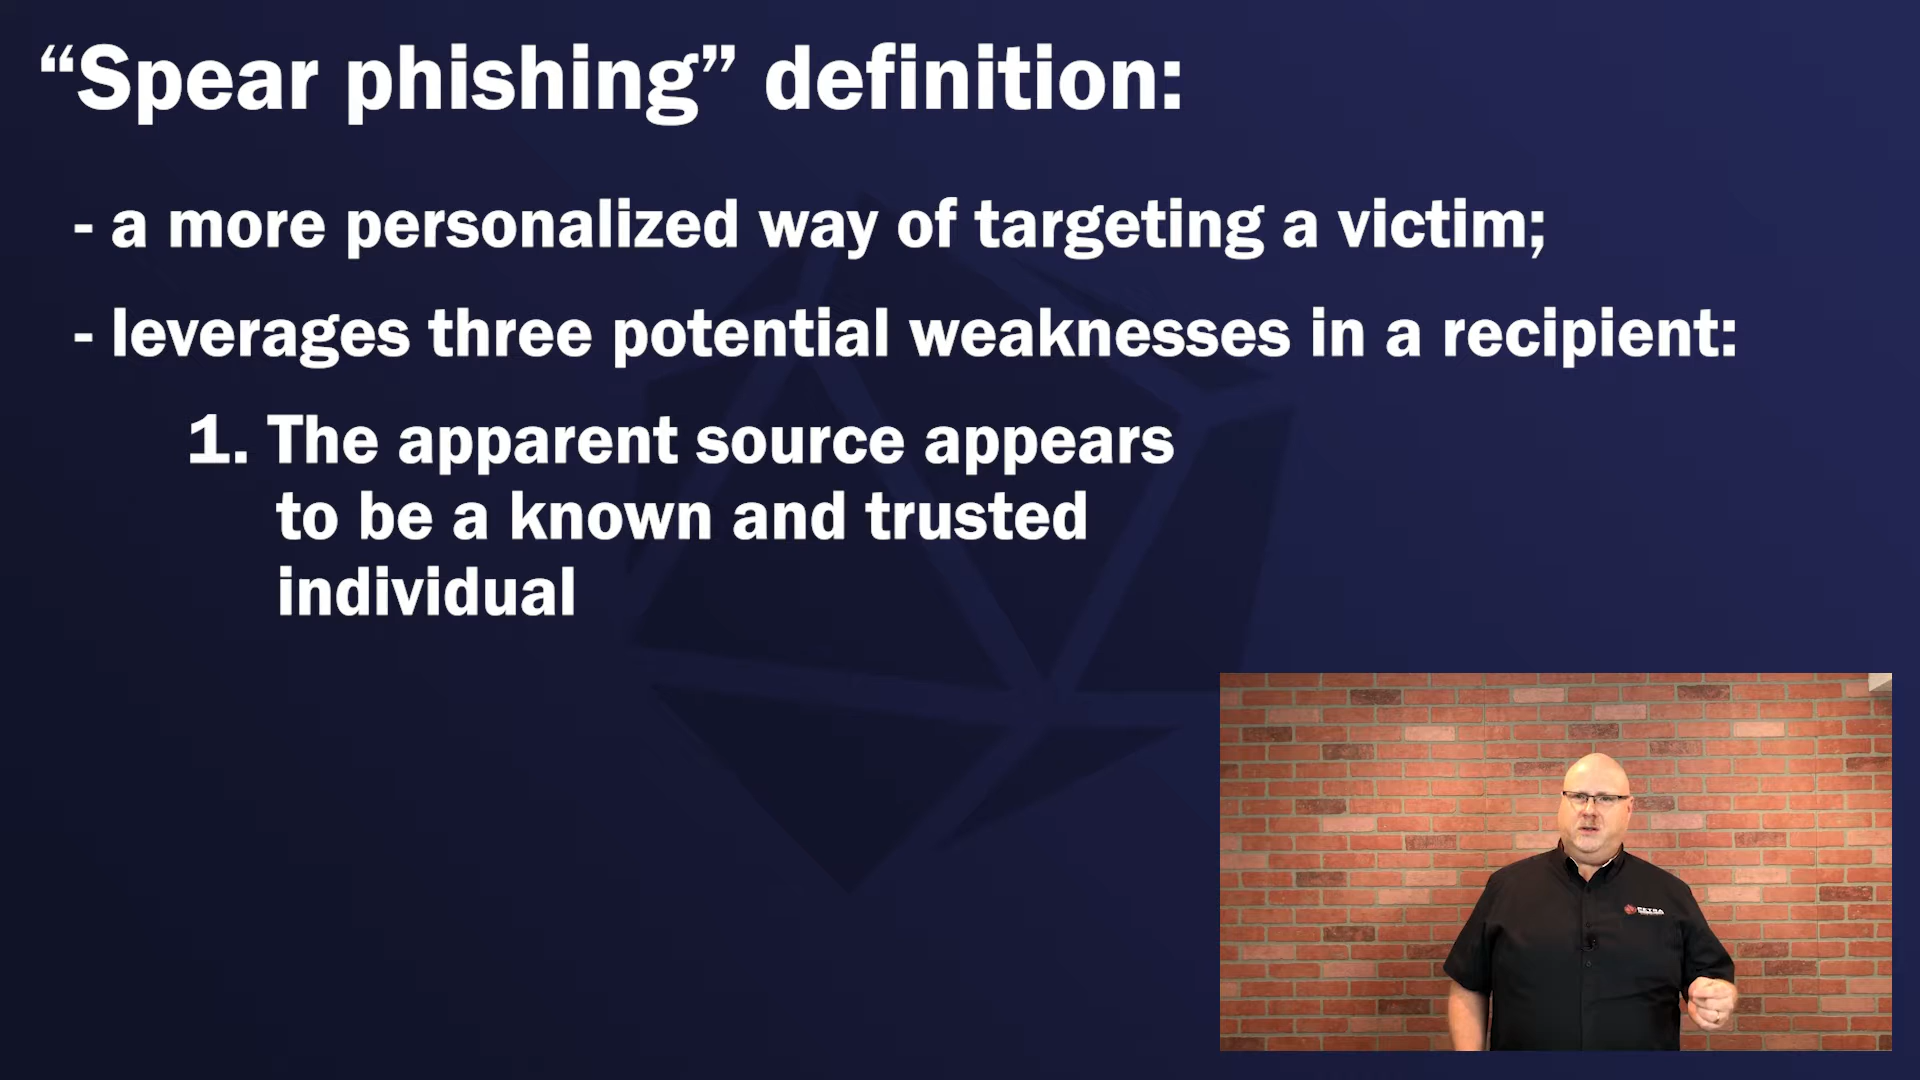 “Spear phishing” definition:
- a more personalized way of targeting a victim;
- leverages three potential weaknesses in a recipient:
1. The apparent source appears
to be a known and trusted
individual
PETRA